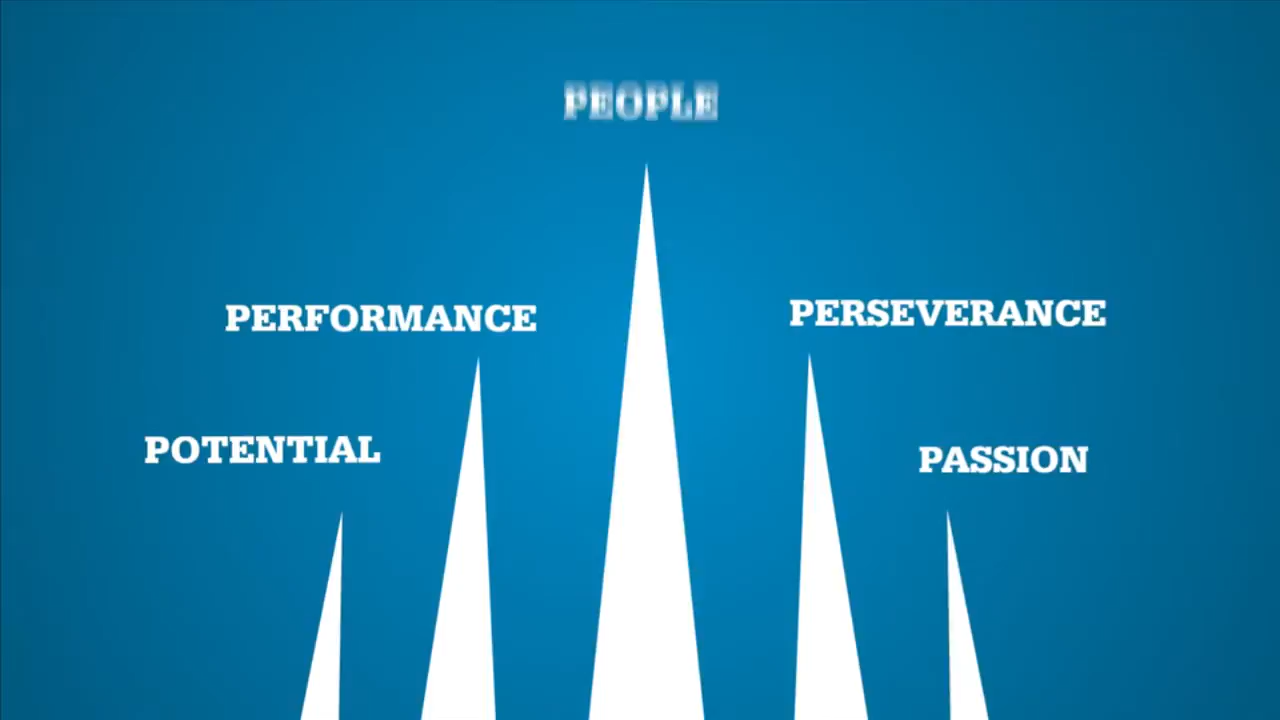 PEOPLE
PERFORMANCE
PERSEVERANCE
POTENTIAL
PASSION